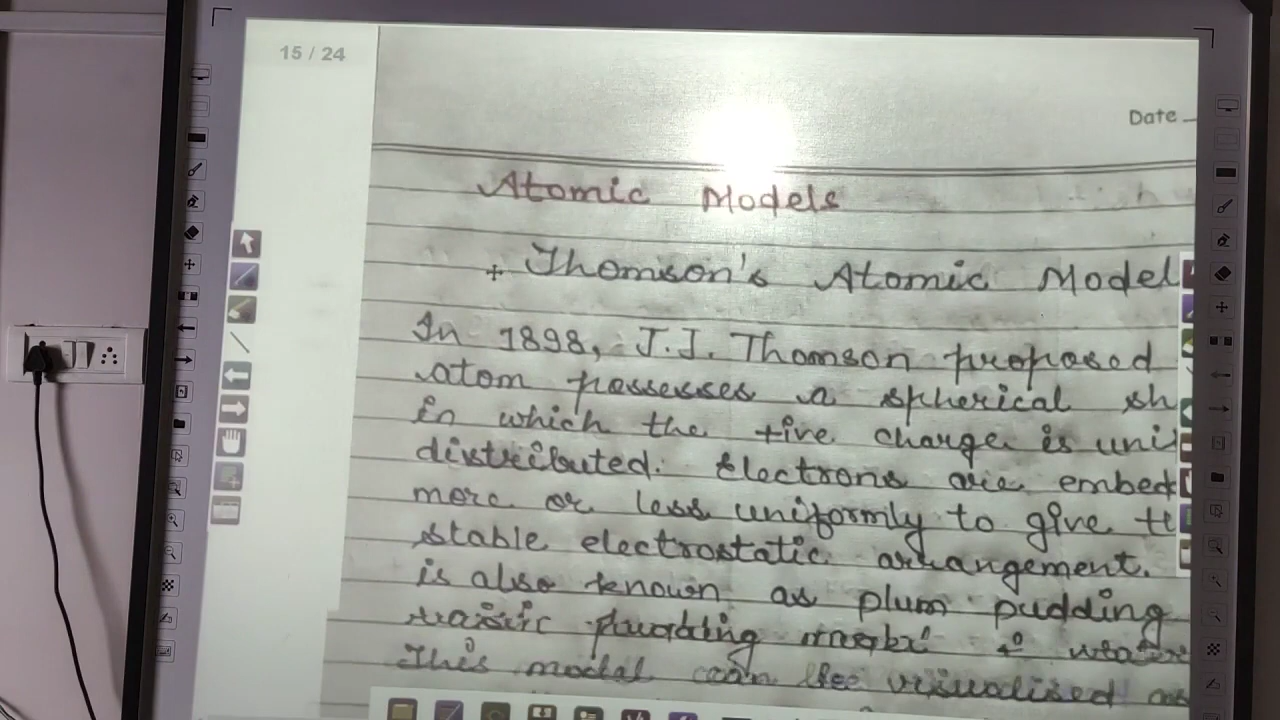 15 / 24
Date
Atomic Models
+ Thomson's Atomic Model
In 1898, J.J. Thomson proposed
atom possesses a spherical sh
in which the +ive charge is uni
distributed. Electrons are embed
more or less uniformly to give t
stable electrostatic arrangement.
is also known as plum pudding
pudding
This model can be visualised as